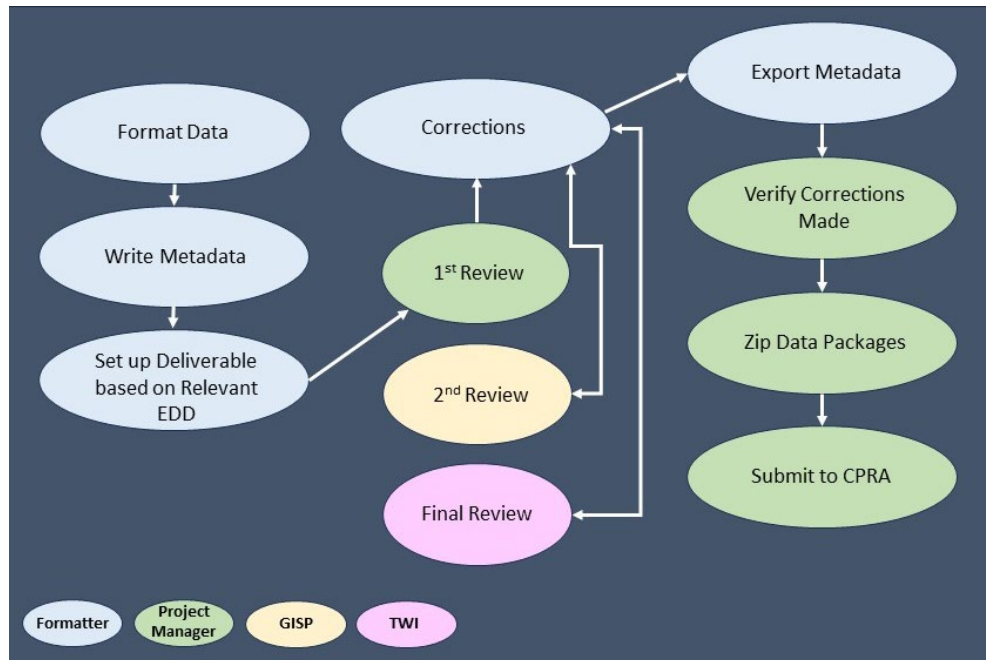 Format Data
Write Metadata
Set up Deliverable
based on Relevant
EDD
Corrections
1st Review
2nd Review
Final Review
Export Metadata
Verify Corrections
Made
Zip Data Packages
Submit to CPRA
Formatter
Project
Manager
GISP
TWI